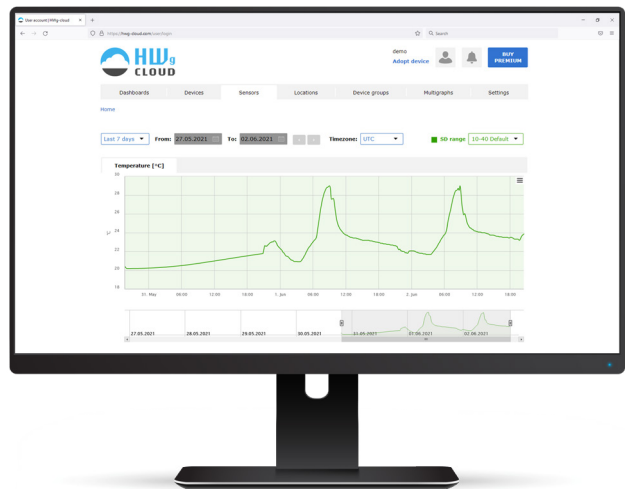 User account | HWg cloud
https://hwg-cloud.com/user/login
Search
HWg
CLOUD
demo
Adopt device
BUY
PREMIUM
Dashboards Devices Sensors Locations Device groups Multigraphs Settings
Home
Last 7 days From: 27.05.2021 To: 02.06.2021 Timezone: UTC SD range 10-40 Default
Temperature [°C]
30
28
26
24
22
20
18
°C
31. May 06:00 12:00 18:00 1. Jun 06:00 12:00 18:00 2. Jun 06:00 12:00 18:00
27.05.2021 28.05.2021 29.05.2021 30.05.2021 31.05.2021 01.06.2021 02.06.2021